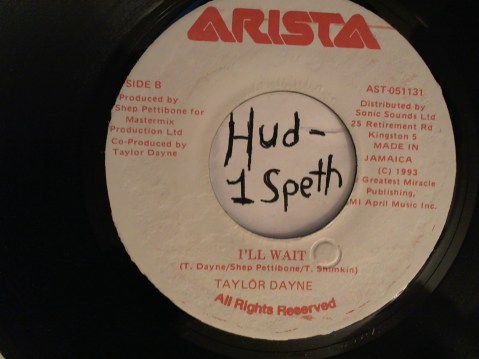 ARISTA
SIDE B
Produced by
Shep Pettibone for
Mastermix
Production Ltd
Co-Produced by
Taylor Dayne
AST-051131
Distributed by
Sonic Sounds Ltd
25 Retirement Rd
Kingston 5
MADE IN
JAMAICA
(C) 1993
Greatest Miracle
Publishing,
MI April Music Inc.
Hud-
1 Speth
I'LL WAIT
(T. Dayne/Shep Pettibone/T. Shimkin)
TAYLOR DAYNE
All Rights Reserved